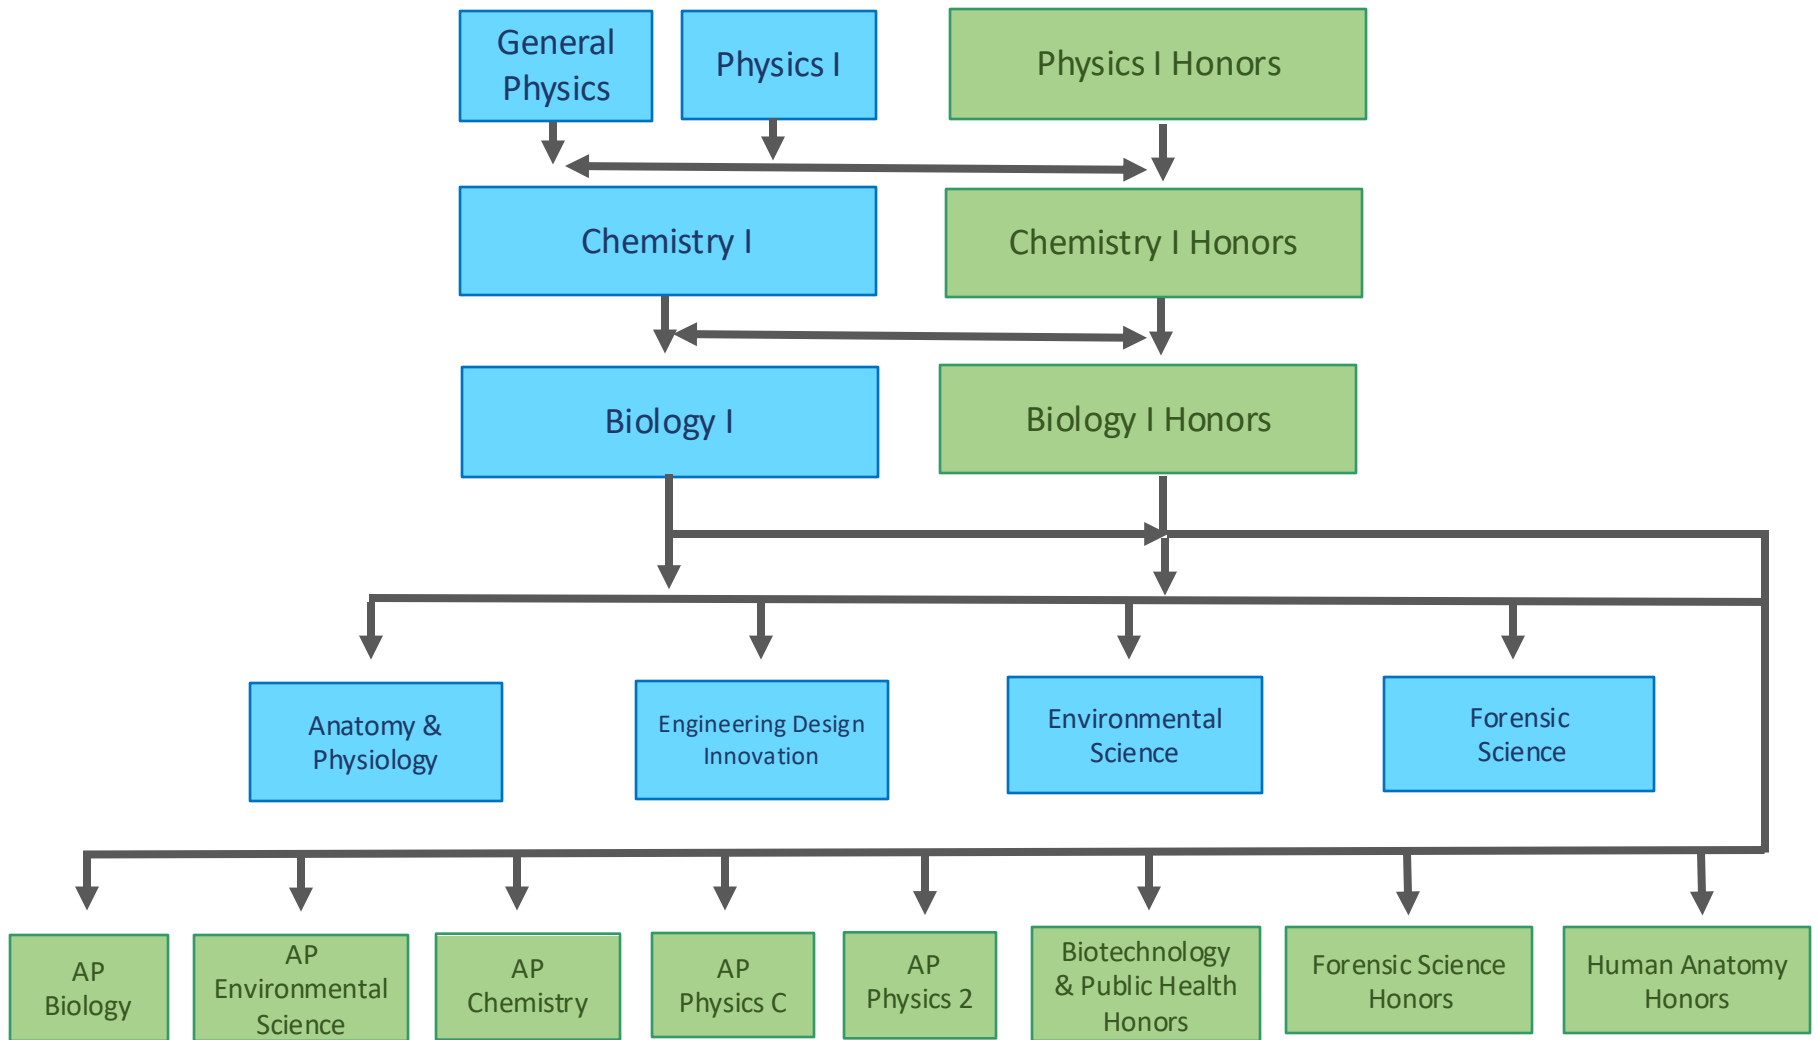 General
Physics
Physics I
Physics I Honors
Chemistry I
Chemistry I Honors
Biology I
Biology I Honors
Anatomy &
Physiology
Engineering Design
Innovation
Environmental
Science
Forensic
Science
AP
Biology
AP
Environmental
Science
AP
Chemistry
AP
Physics C
AP
Physics 2
Biotechnology
& Public Health
Honors
Forensic Science
Honors
Human Anatomy
Honors